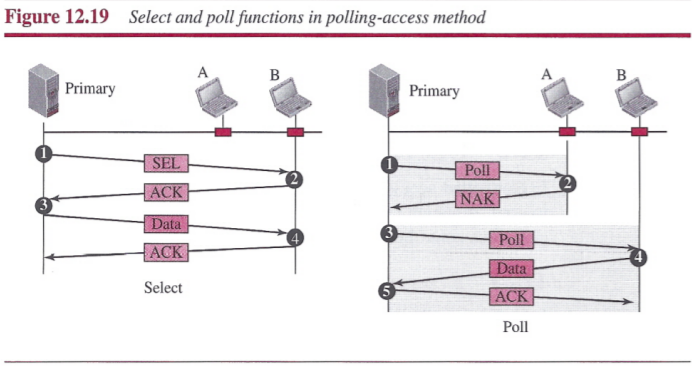 Figure 12.19 Select and poll functions in polling-access method
Primary
A
B
1
SEL
2
ACK
3
Data
4
ACK
Select
Primary
A
B
1
Poll
2
NAK
3
Poll
4
Data
5
ACK
Poll